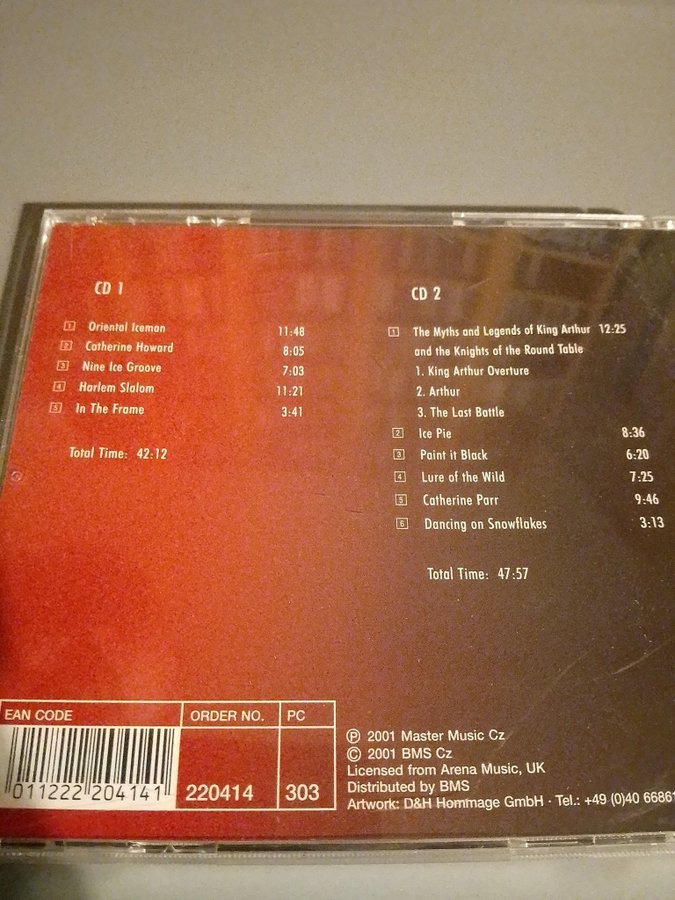 CD 1
1 Oriental Iceman 11:48
2 Catherine Howard 8:05
3 Nine Ice Groove 7:03
4 Harlem Slalom 11:21
5 In The Frame 3:41
Total Time: 42:12
CD 2
1 The Myths and Legends of King Arthur 12:25
and the Knights of the Round Table
1. King Arthur Overture
2. Arthur
3. The Last Battle
2 Ice Pie 8:36
3 Paint it Black 6:20
4 Lure of the Wild 7:25
5 Catherine Parr 9:46
6 Dancing on Snowflakes 3:13
Total Time: 47:57
EAN CODE
011222 204141
ORDER NO.
220414
PC
303
℗ 2001 Master Music Cz
© 2001 BMS Cz
Licensed from Arena Music, UK
Distributed by BMS
Artwork: D&H Hommage GmbH · Tel.: +49 (0)40 66861